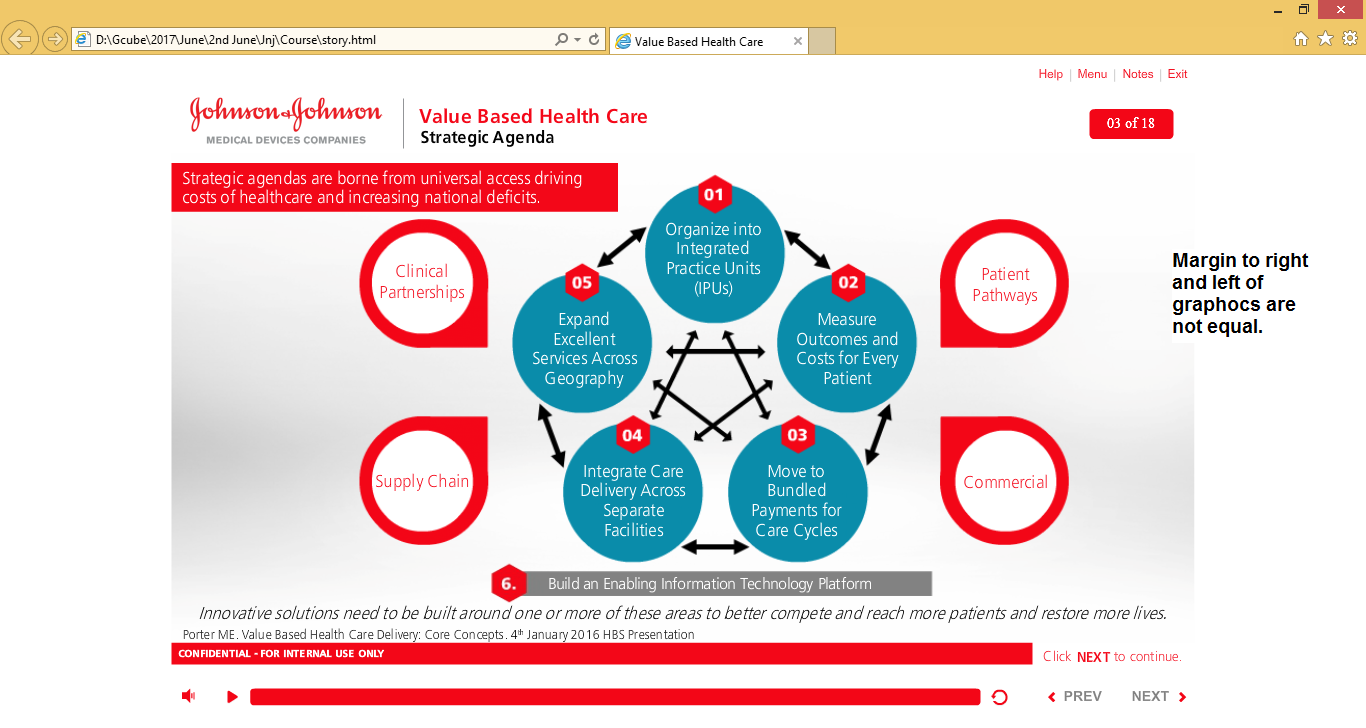 D:\Gcube\2017\June\2nd June\Jnj\Course\story.html
Value Based Health Care
Help | Menu | Notes | Exit
Johnson & Johnson
MEDICAL DEVICES COMPANIES
Value Based Health Care
Strategic Agenda
03 of 18
Strategic agendas are borne from universal access driving
costs of healthcare and increasing national deficits.
01
Organize into
Integrated
Practice Units
(IPUs)
02
Measure
Outcomes and
Costs for Every
Patient
03
Move to
Bundled
Payments for
Care Cycles
04
Integrate Care
Delivery Across
Separate
Facilities
05
Expand
Excellent
Services Across
Geography
Clinical
Partnerships
Supply Chain
Patient
Pathways
Commercial
Margin to right
and left of
graphocs are
not equal.
6.
Build an Enabling Information Technology Platform
Innovative solutions need to be built around one or more of these areas to better compete and reach more patients and restore more lives.
Porter ME. Value Based Health Care Delivery: Core Concepts. 4th January 2016 HBS Presentation
CONFIDENTIAL - FOR INTERNAL USE ONLY
Click NEXT to continue.
PREV
NEXT